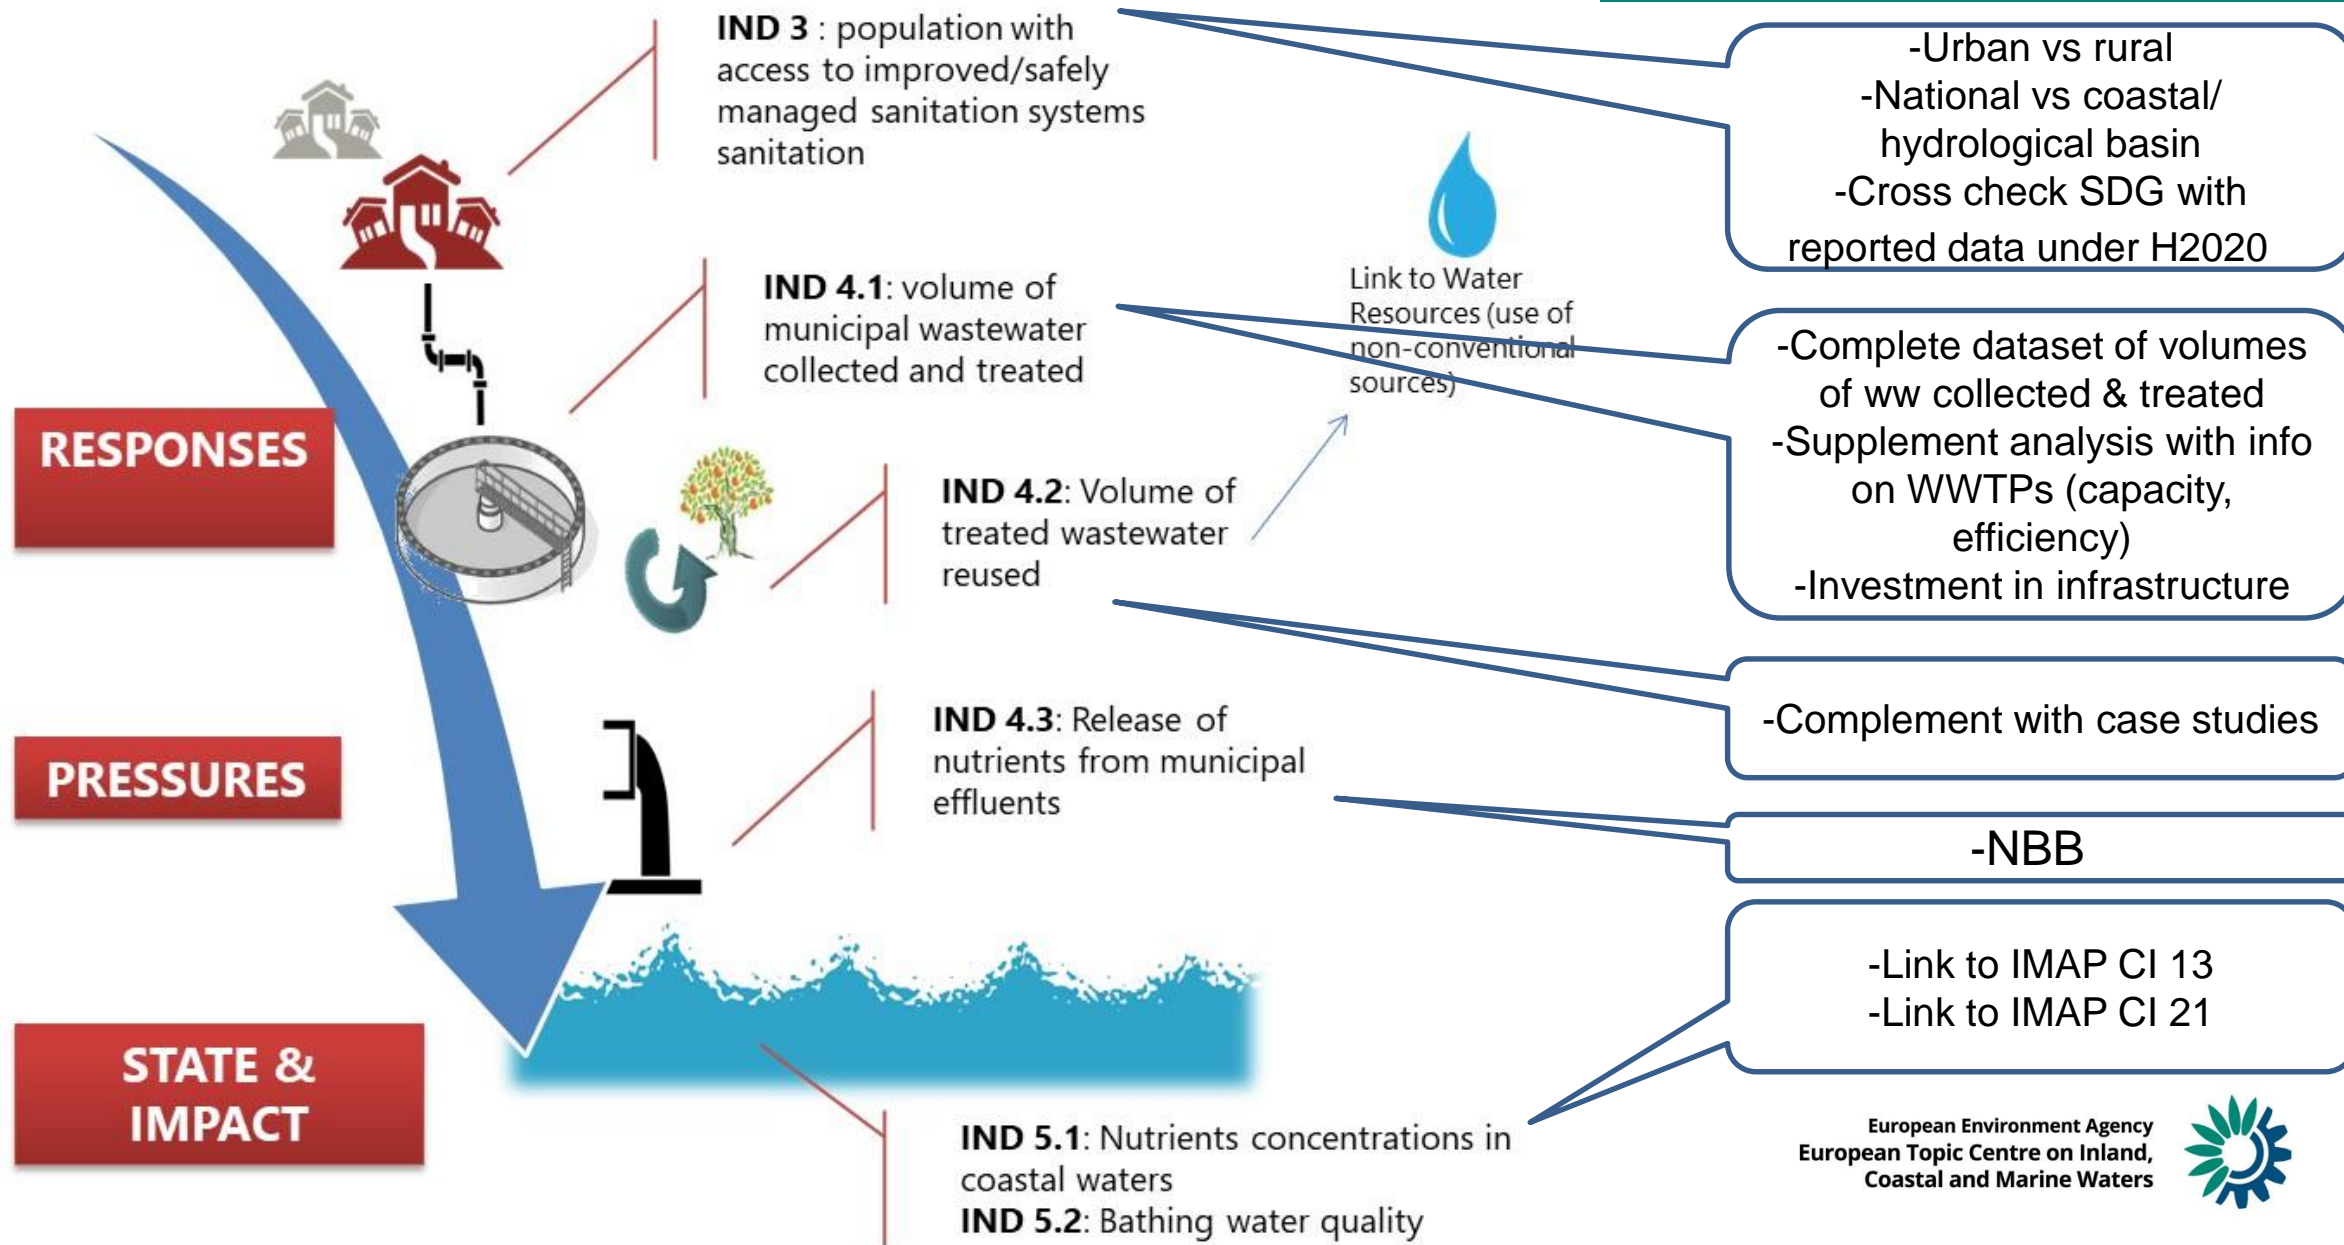 IND 3 : population with
access to improved/safely
managed sanitation systems
sanitation
-Urban vs rural
-National vs coastal/
hydrological basin
-Cross check SDG with
reported data under H2020
IND 4.1: volume of
municipal wastewater
collected and treated
Link to Water
Resources (use of
non-conventional
sources)
-Complete dataset of volumes
of ww collected & treated
-Supplement analysis with info
on WWTPs (capacity,
efficiency)
-Investment in infrastructure
RESPONSES
IND 4.2: Volume of
treated wastewater
reused
-Complement with case studies
PRESSURES
IND 4.3: Release of
nutrients from municipal
effluents
-NBB
STATE &
IMPACT
-Link to IMAP CI 13
-Link to IMAP CI 21
IND 5.1: Nutrients concentrations in
coastal waters
IND 5.2: Bathing water quality
European Environment Agency
European Topic Centre on Inland,
Coastal and Marine Waters